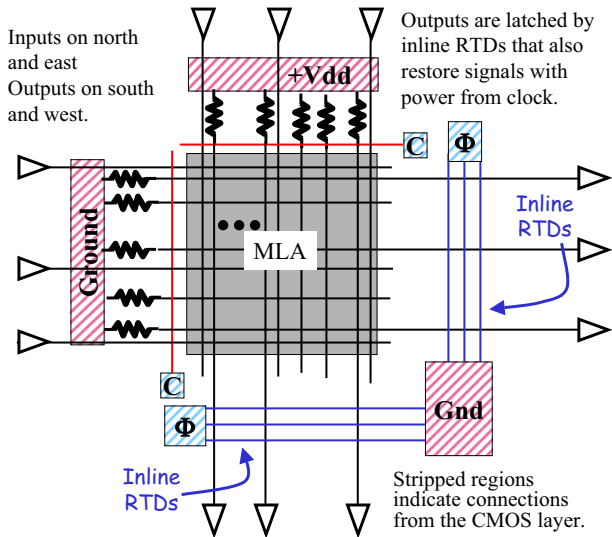 Inputs on north
and east
Outputs on south
and west.
Outputs are latched by
inline RTDs that also
restore signals with
power from clock.
+Vdd
C
Φ
Inline
RTDs
Ground
MLA
C
Φ
Gnd
Inline
RTDs
Stripped regions
indicate connections
from the CMOS layer.